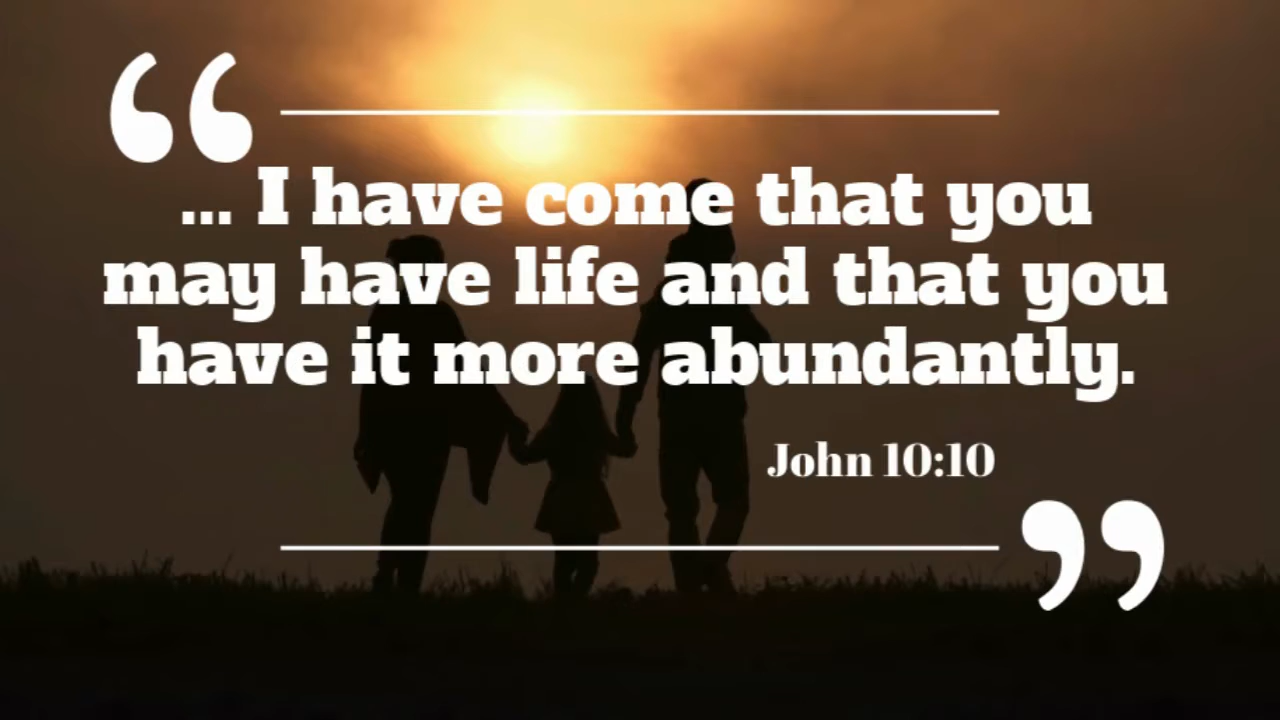 “
... I have come that you
may have life and that you
have it more abundantly.
John 10:10
”